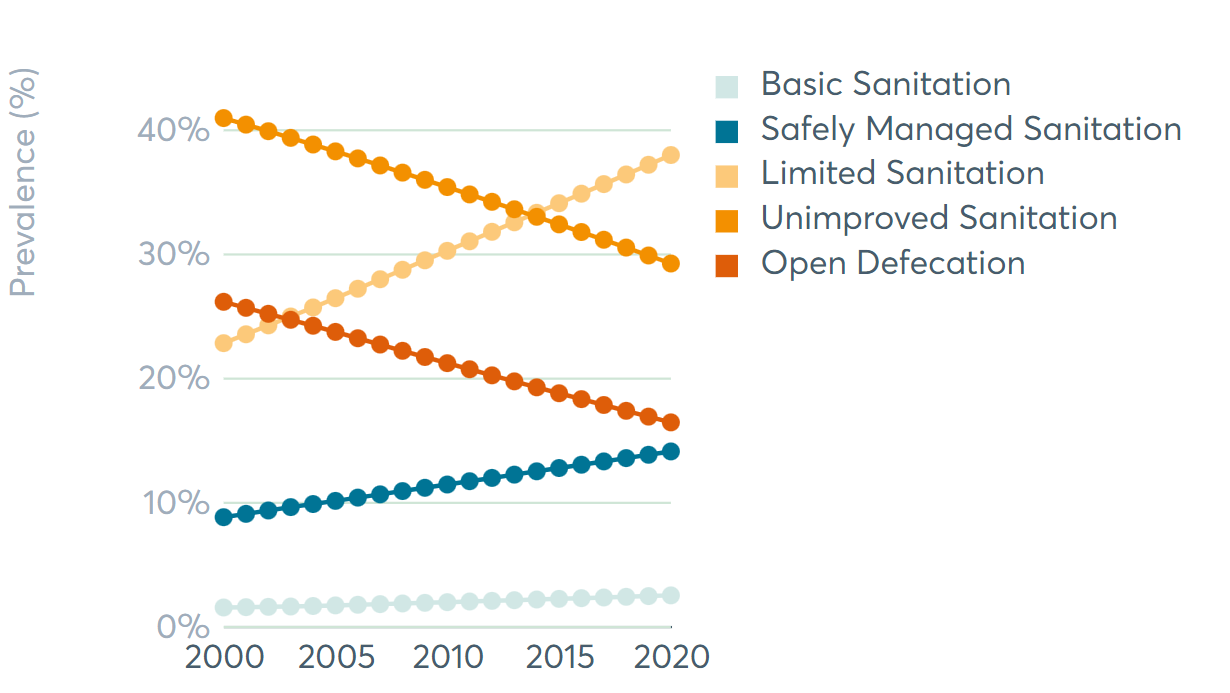 Prevalence (%)
40%
30%
20%
10%
0%
2000 2005 2010 2015 2020
Basic Sanitation
Safely Managed Sanitation
Limited Sanitation
Unimproved Sanitation
Open Defecation